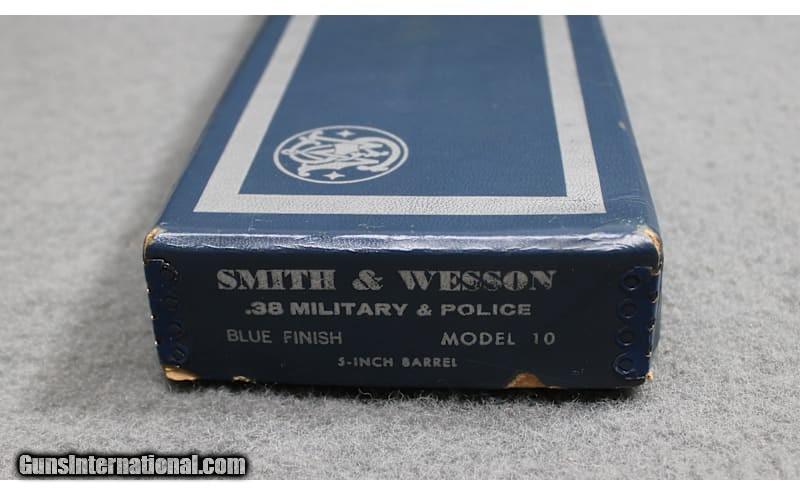 SMITH & WESSON
.38 MILITARY & POLICE
BLUE FINISH MODEL 10
5-INCH BARREL
GunsInternational.com